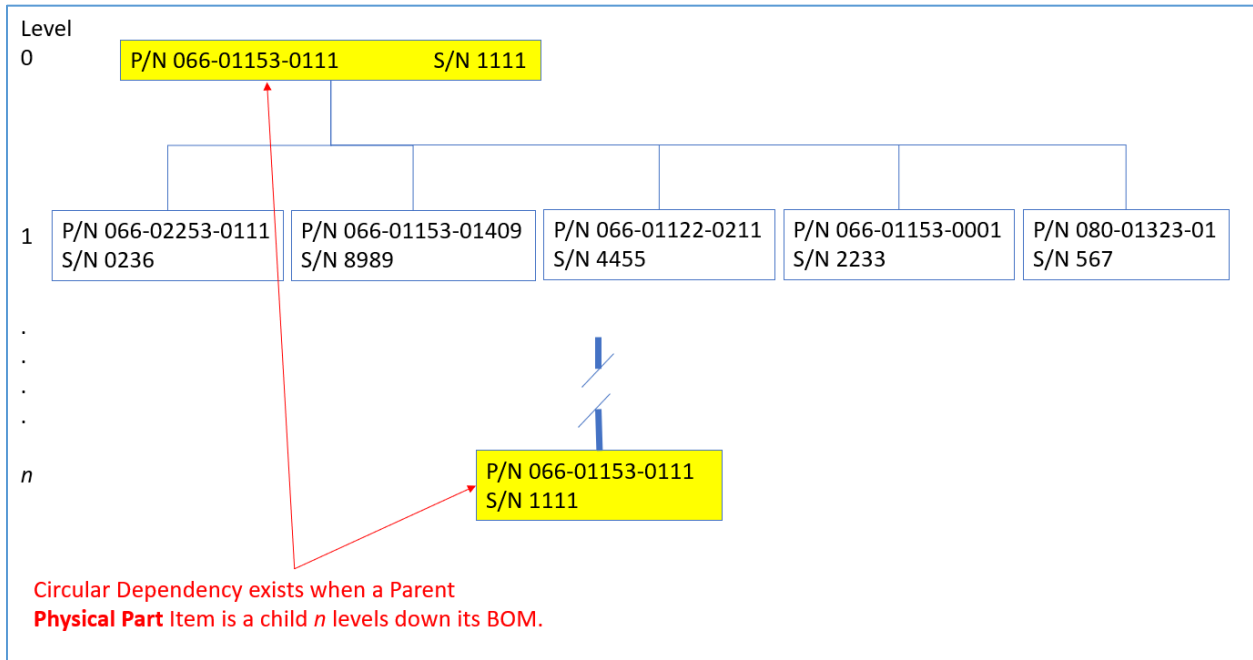 Level
0
P/N 066-01153-0111 S/N 1111
1
P/N 066-02253-0111
S/N 0236
P/N 066-01153-01409
S/N 8989
P/N 066-01122-0211
S/N 4455
P/N 066-01153-0001
S/N 2233
P/N 080-01323-01
S/N 567
.
.
.
.
n
P/N 066-01153-0111
S/N 1111
Circular Dependency exists when a Parent
Physical Part Item is a child n levels down its BOM.